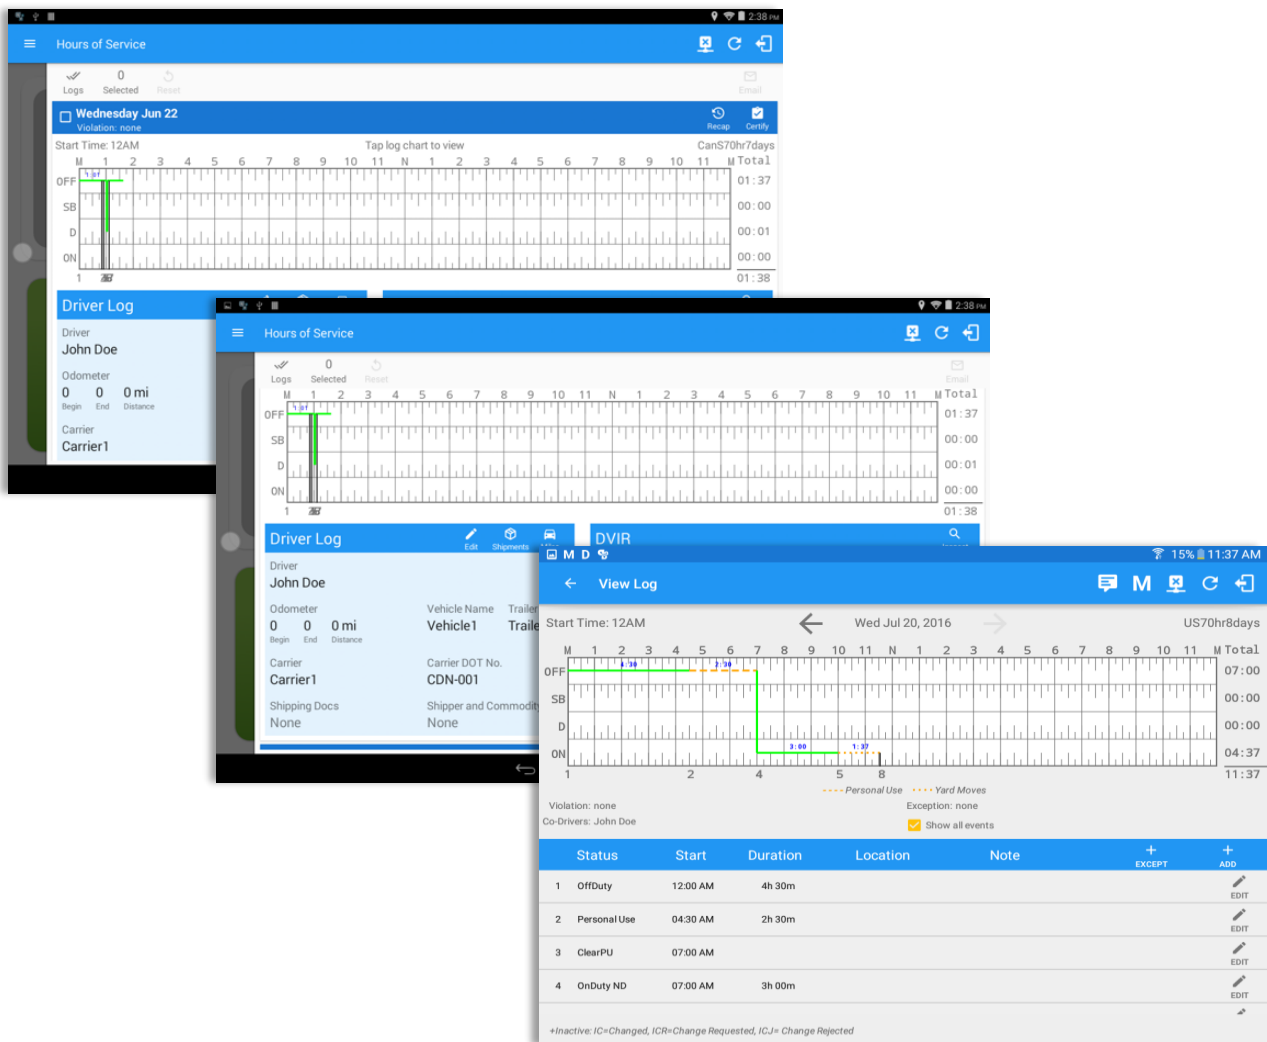 2:38 PM
Hours of Service
Logs
0
Selected
Reset
Email
Wednesday Jun 22
Violation: none
Recap
Certify
Start Time: 12AM
Tap log chart to view
CanS70hr7days
M 1 2 3 4 5 6 7 8 9 10 11 N 1 2 3 4 5 6 7 8 9 10 11 M Total
OFF 01:37
SB 00:00
D 00:01
ON 00:00
1
01:38
Driver Log
Driver
John Doe
Odometer
0 0 0 mi
Begin End Distance
Carrier
Carrier1
2:38 PM
Hours of Service
Logs
0
Selected
Reset
Email
M 1 2 3 4 5 6 7 8 9 10 11 N 1 2 3 4 5 6 7 8 9 10 11 M Total
OFF 01:37
SB 00:00
D 00:01
ON 00:00
1
01:38
Driver Log
Edit
Shipments
DVIR
Driver
John Doe
Odometer
0 0 0 mi
Begin End Distance
Vehicle Name Trailer
Vehicle1
Carrier
Carrier1
Carrier DOT No.
CDN-001
Shipping Docs
None
Shipper and Commodity
None
M D 15% 11:37 AM
View Log
M
Start Time: 12AM
Wed Jul 20, 2016
US70hr8days
M 1 2 3 4 5 6 7 8 9 10 11 N 1 2 3 4 5 6 7 8 9 10 11 M Total
4:30 2:30
OFF 07:00
SB 00:00
D 00:00
3:00 1:37
ON 04:37
1 2 4 5 8 11:37
Personal Use Yard Moves
Violation: none
Exception: none
Co-Drivers: John Doe
Show all events
Status Start Duration Location Note + EXCEPT + ADD
1 OffDuty 12:00 AM 4h 30m EDIT
2 Personal Use 04:30 AM 2h 30m EDIT
3 ClearPU 07:00 AM EDIT
4 OnDuty ND 07:00 AM 3h 00m EDIT
+Inactive: IC=Changed, ICR=Change Requested, ICJ= Change Rejected